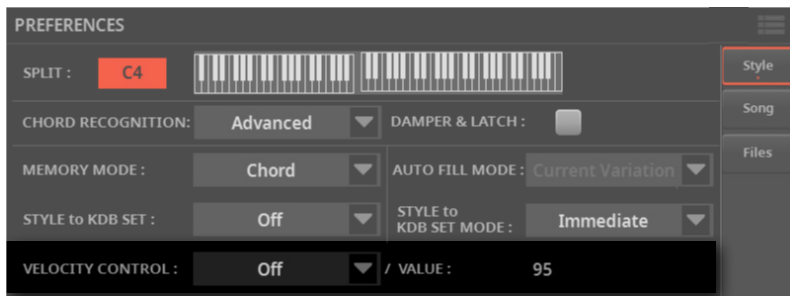 PREFERENCES
SPLIT : C4
Style
Song
Files
CHORD RECOGNITION: Advanced DAMPER & LATCH :
MEMORY MODE : Chord AUTO FILL MODE : Current Variation
STYLE to KDB SET : Off STYLE to
KDB SET MODE : Immediate
VELOCITY CONTROL : Off / VALUE : 95